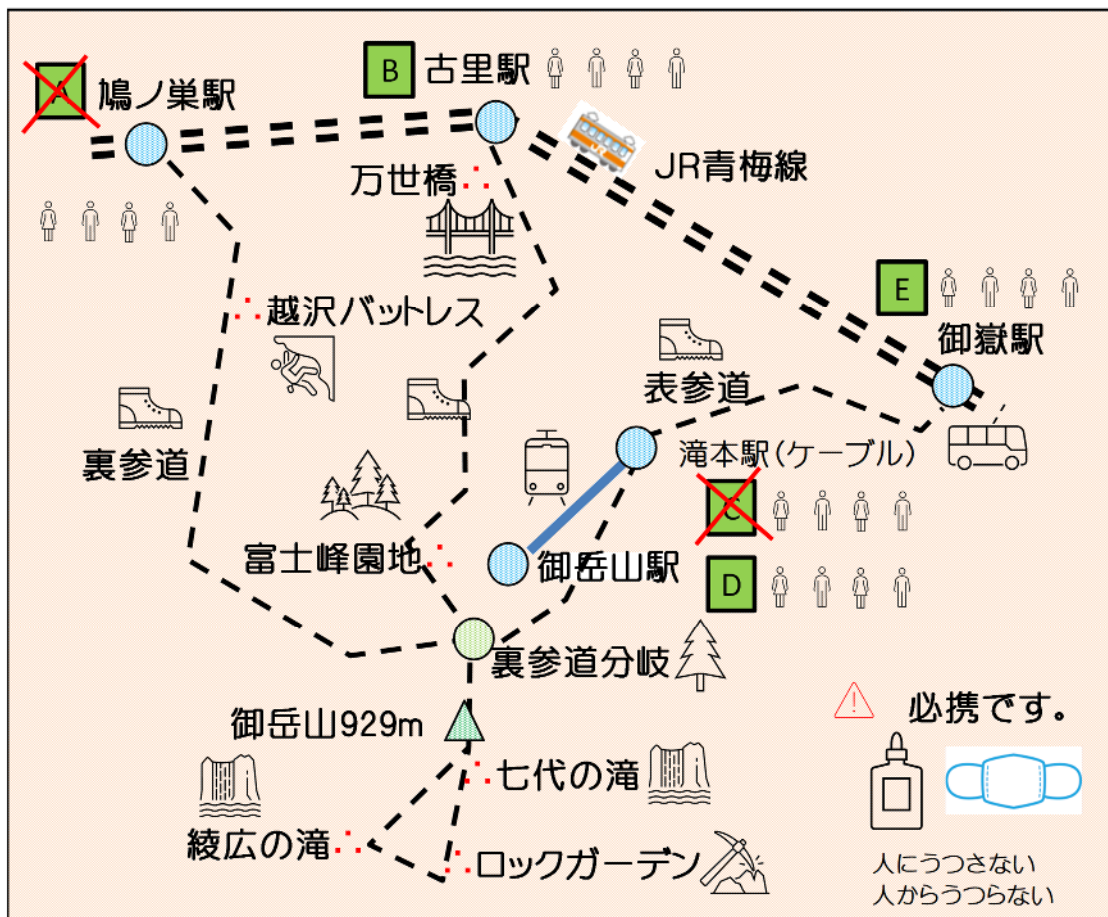 A
鳩ノ巣駅
B
古里駅
JR青梅線
JR
万世橋
E
御嶽駅
越沢バットレス
表参道
裏参道
滝本駅(ケーブル)
C
富士峰園地
御岳山駅
D
裏参道分岐
御岳山929m
必携です。
七代の滝
綾広の滝
ロックガーデン
人にうつさない
人からうつらない